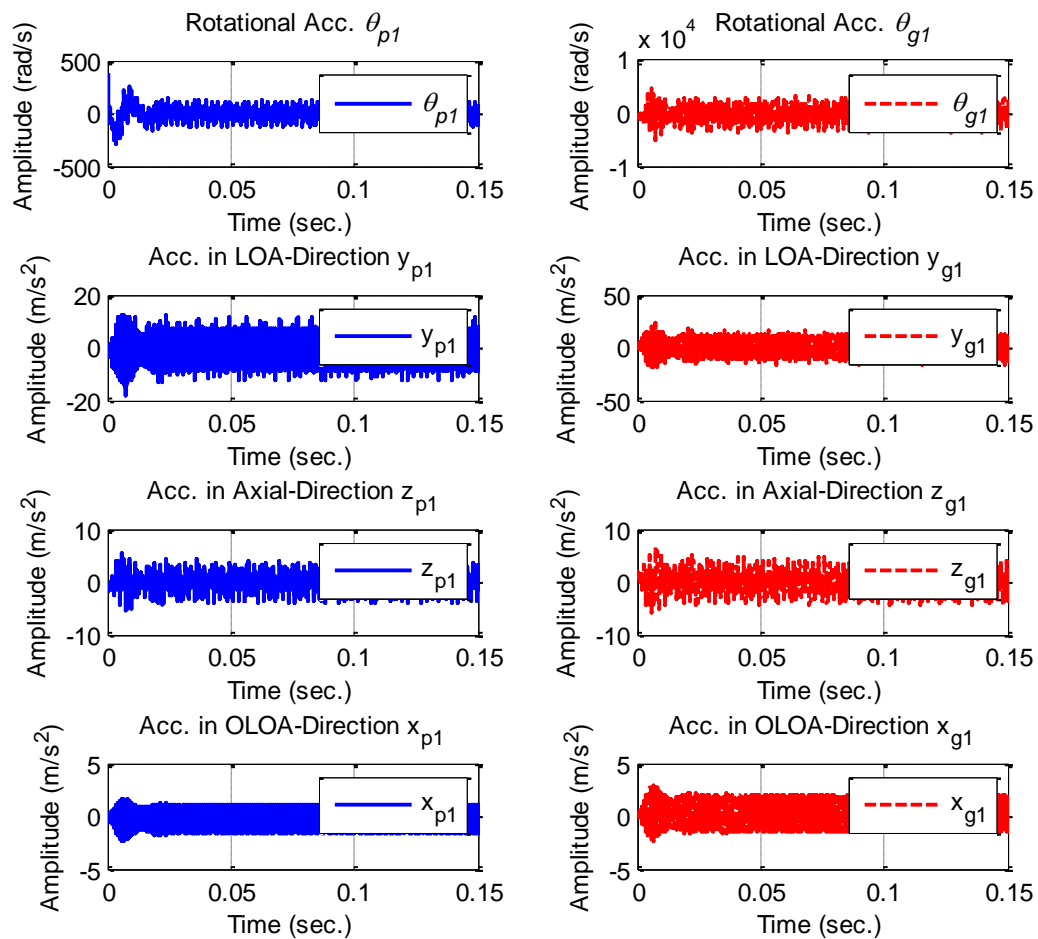 Rotational Acc. θp1
Amplitude (rad/s)
500
0
-500
θp1
0 0.05 0.1 0.15
Time (sec.)
Rotational Acc. θg1
x 10^4
Amplitude (rad/s)
1
0
-1
θg1
0 0.05 0.1 0.15
Time (sec.)
Acc. in LOA-Direction yp1
Amplitude (m/s²)
20
0
-20
yp1
0 0.05 0.1 0.15
Time (sec.)
Acc. in LOA-Direction yg1
Amplitude (m/s²)
50
0
-50
yg1
0 0.05 0.1 0.15
Time (sec.)
Acc. in Axial-Direction zp1
Amplitude (m/s²)
10
0
-10
zp1
0 0.05 0.1 0.15
Time (sec.)
Acc. in Axial-Direction zg1
Amplitude (m/s²)
10
0
-10
zg1
0 0.05 0.1 0.15
Time (sec.)
Acc. in OLOA-Direction xp1
Amplitude (m/s²)
5
0
-5
xp1
0 0.05 0.1 0.15
Time (sec.)
Acc. in OLOA-Direction xg1
Amplitude (m/s²)
5
0
-5
xg1
0 0.05 0.1 0.15
Time (sec.)